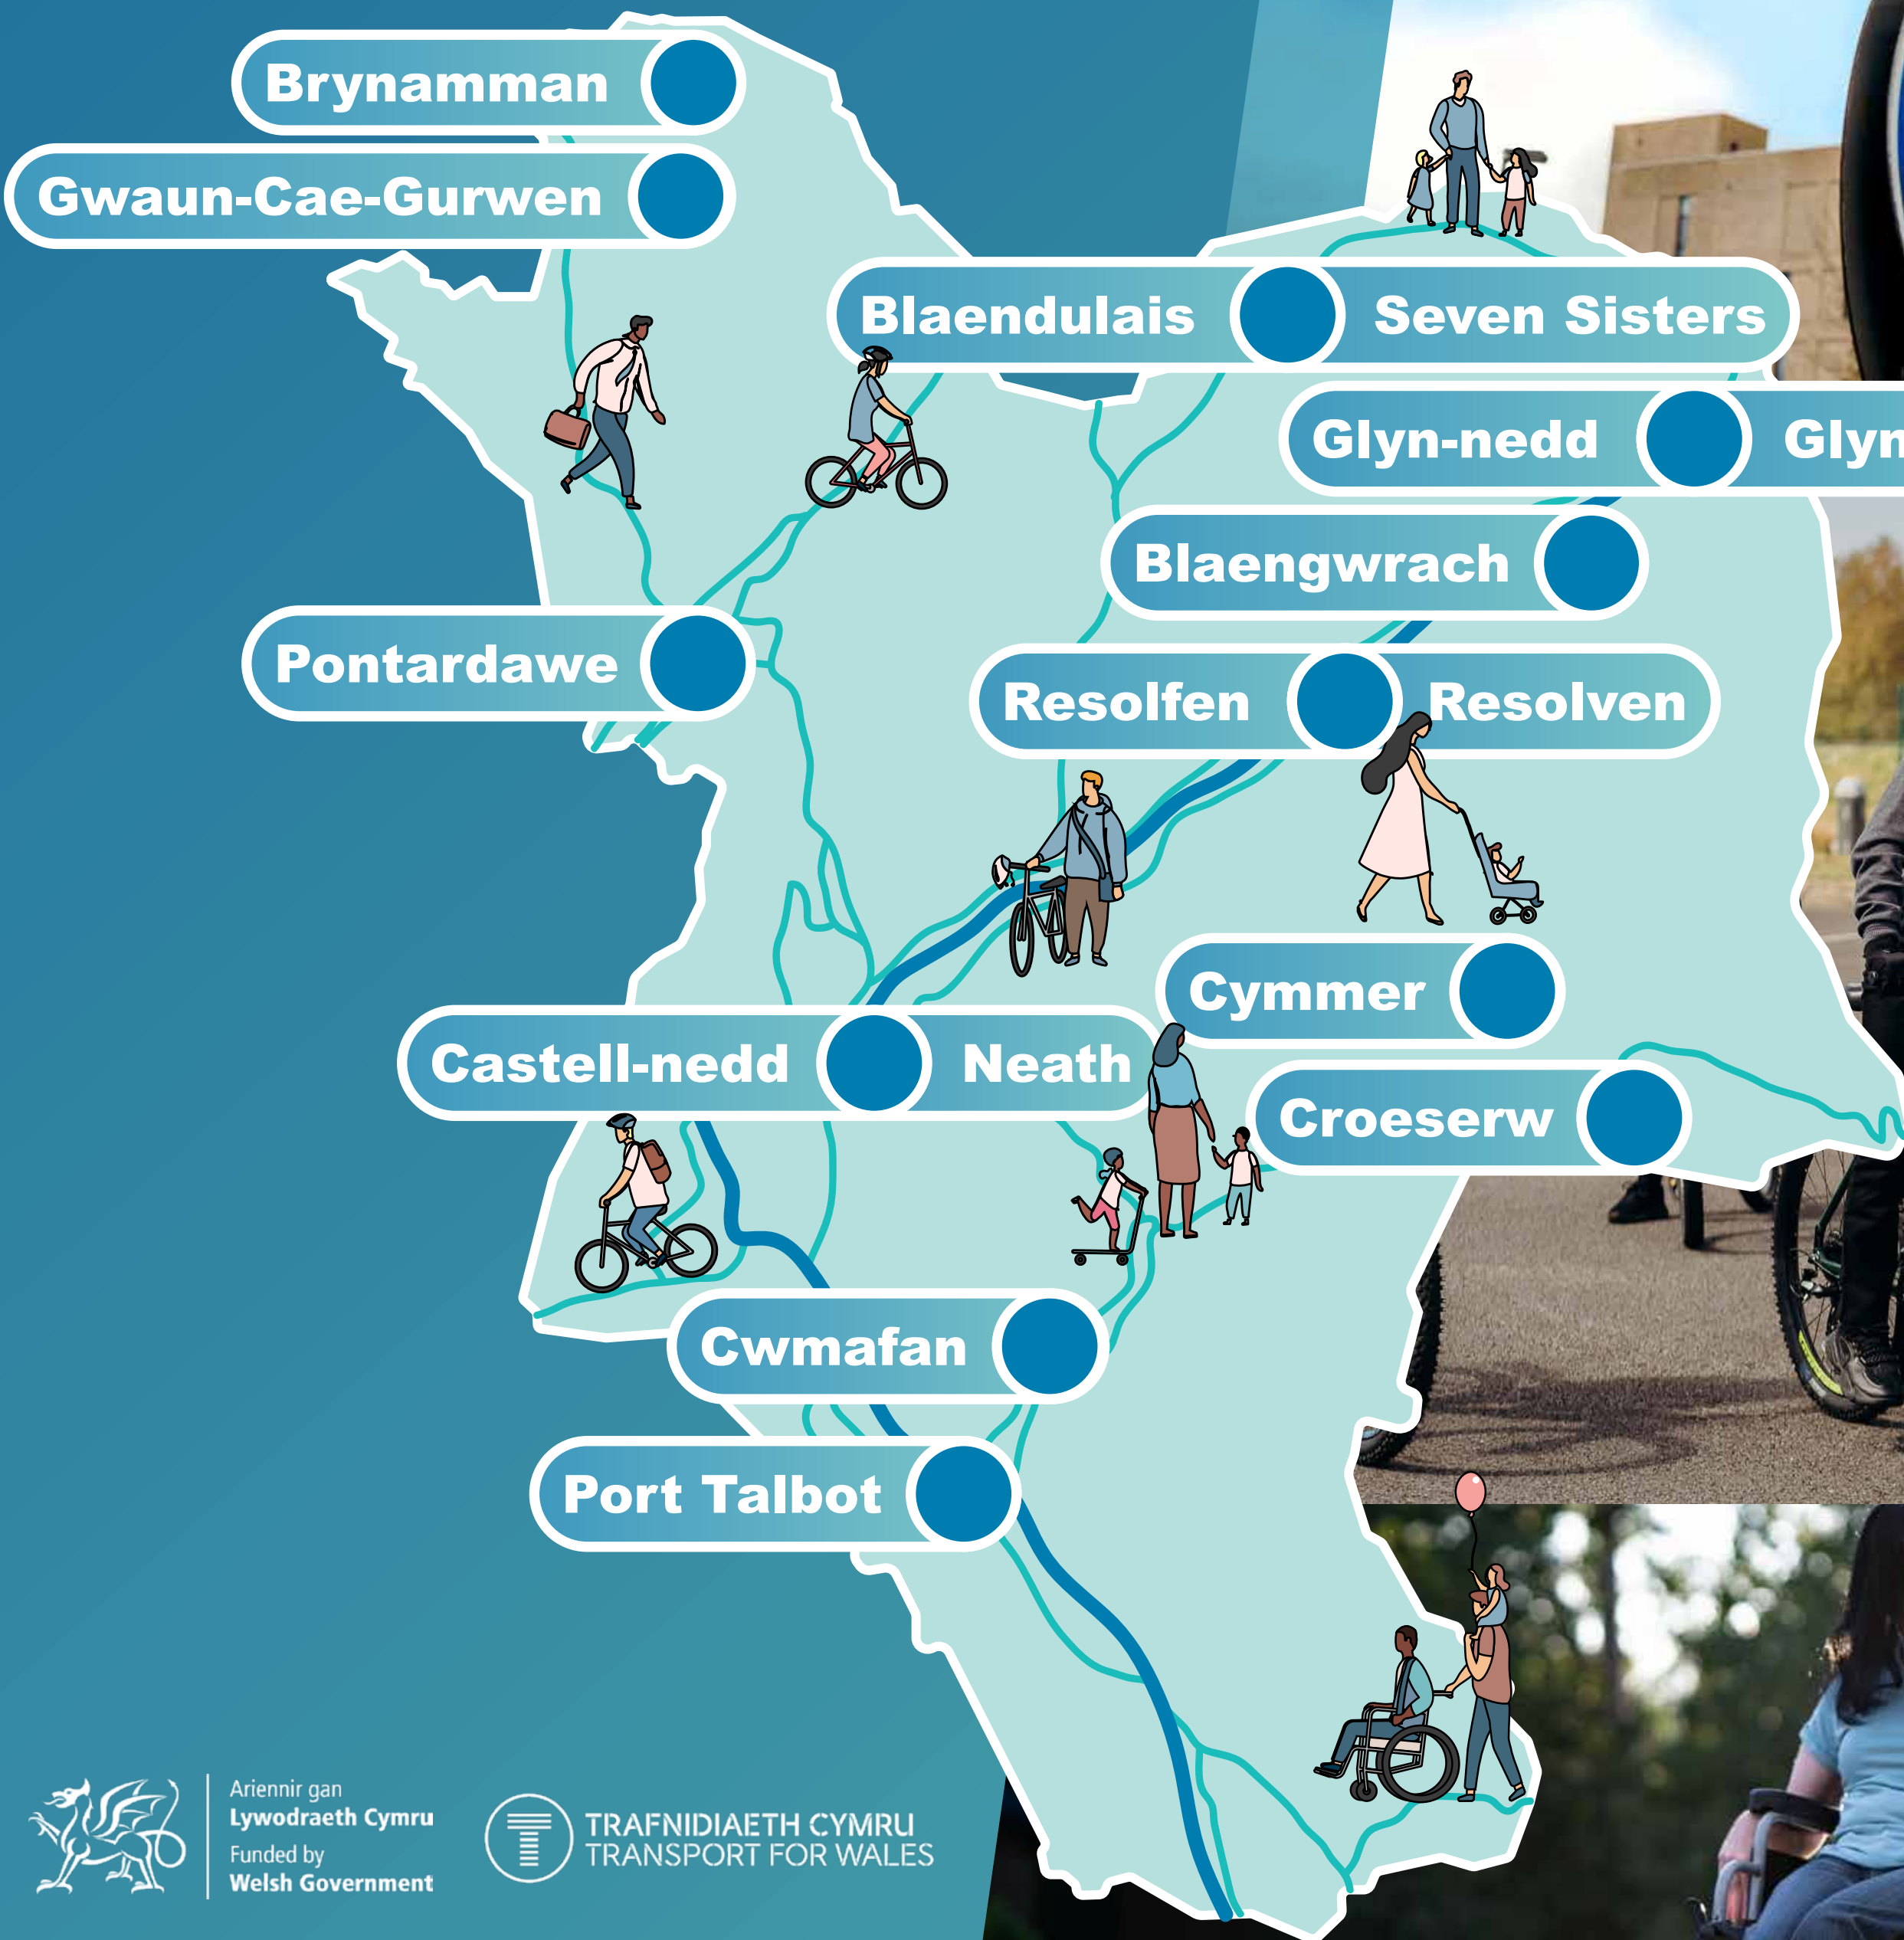 Brynamman
Gwaun-Cae-Gurwen
Blaendulais Seven Sisters
Glyn-nedd
Blaengwrach
Pontardawe
Resolfen Resolven
Cymmer
Castell-nedd Neath
Croeserw
Cwmafan
Port Talbot
Ariennir gan
Lywodraeth Cymru
Funded by
Welsh Government
TRAFNIDIAETH CYMRU
TRANSPORT FOR WALES